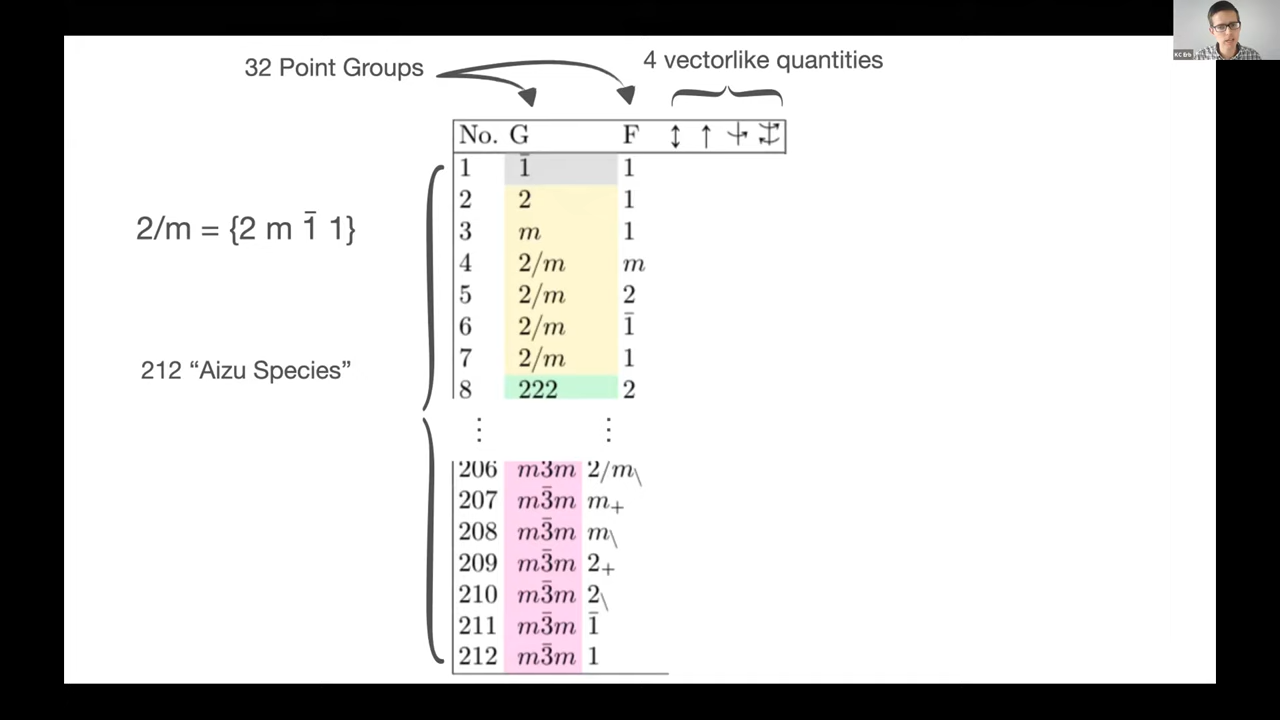 32 Point Groups
4 vectorlike quantities
No. G F ↕ ↑
1 1̄ 1
2 2 1
3 m 1
4 2/m m
5 2/m 2
6 2/m 1̄
7 2/m 1
8 222 2
⋮ ⋮
206 m3̄m 2/m\
207 m3̄m m+
208 m3̄m m\
209 m3̄m 2+
210 m3̄m 2\
211 m3̄m 1̄
212 m3̄m 1
2/m = {2 m 1̄ 1}
212 “Aizu Species”
KC Erb